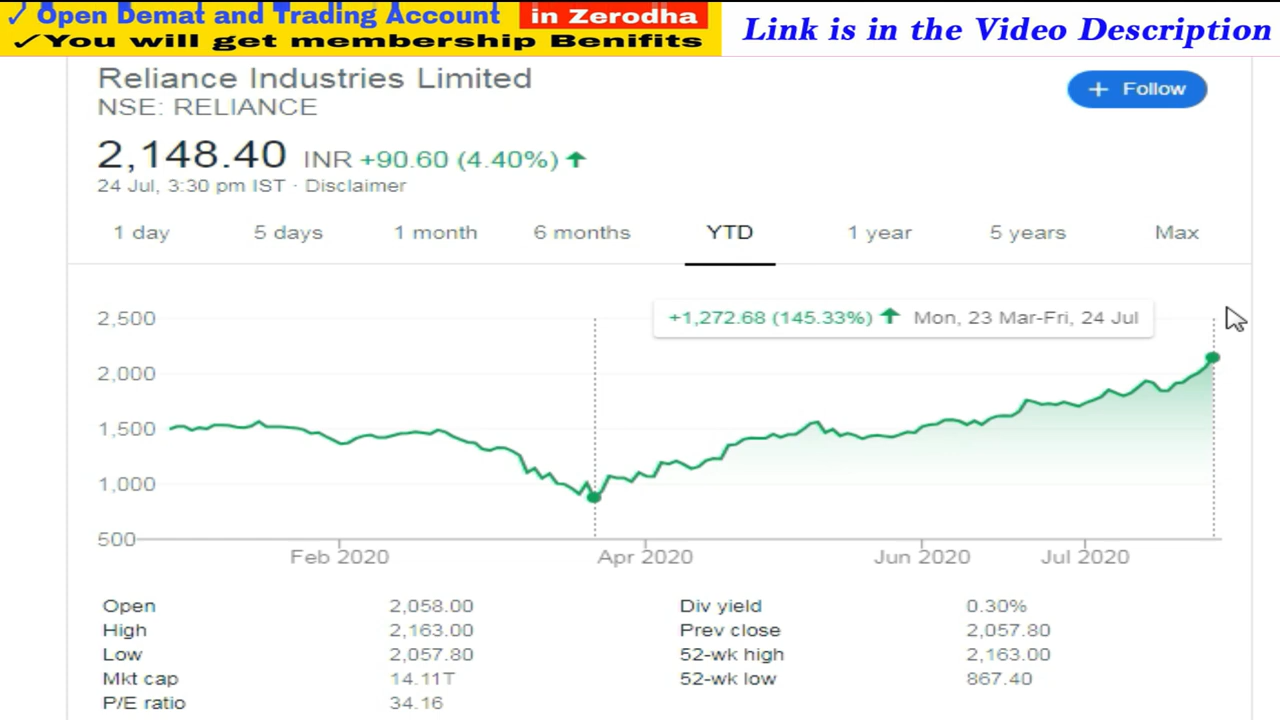 ✓ Open Demat and Trading Account in Zerodha
✓You will get membership Benifits
Link is in the Video Description
Reliance Industries Limited
NSE: RELIANCE
+ Follow
2,148.40 INR +90.60 (4.40%) ↑
24 Jul, 3:30 pm IST · Disclaimer
1 day 5 days 1 month 6 months YTD 1 year 5 years Max
+1,272.68 (145.33%) ↑ Mon, 23 Mar-Fri, 24 Jul
2,500
2,000
1,500
1,000
500
Feb 2020 Apr 2020 Jun 2020 Jul 2020
Open 2,058.00 Div yield 0.30%
High 2,163.00 Prev close 2,057.80
Low 2,057.80 52-wk high 2,163.00
Mkt cap 14.11T 52-wk low 867.40
P/E ratio 34.16